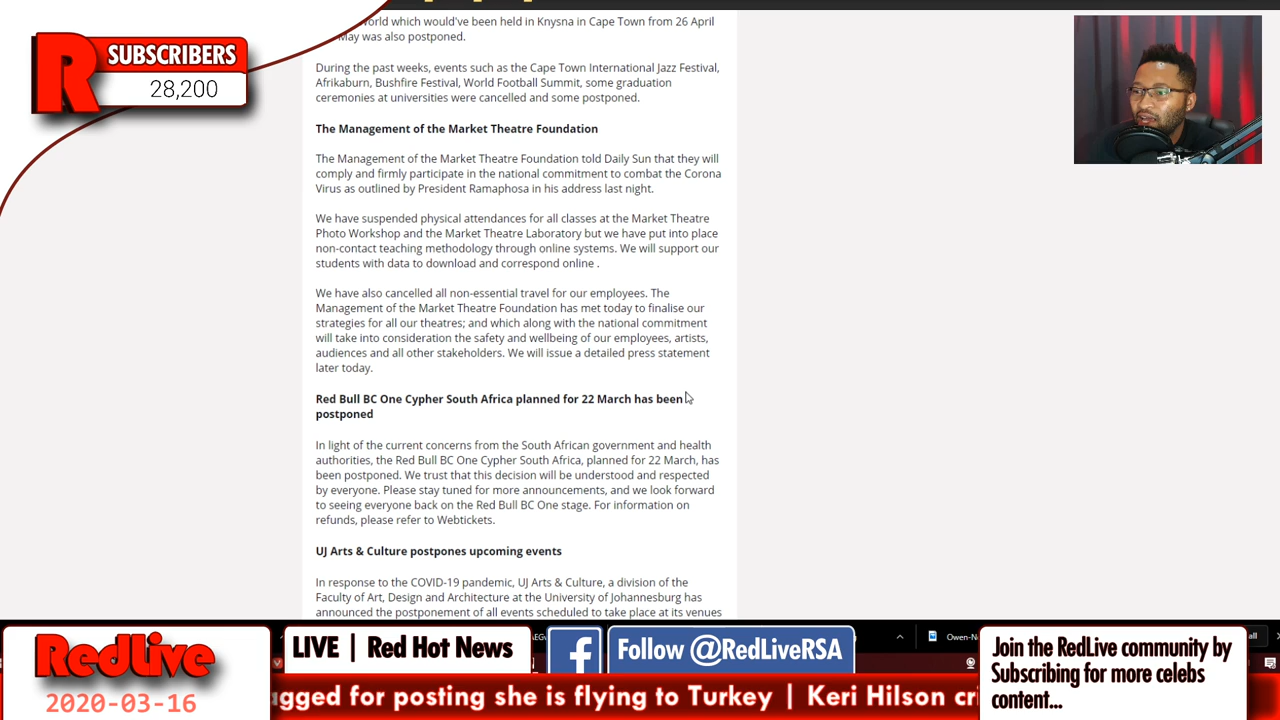 World which would've been held in Knysna in Cape Town from 26 April
May was also postponed.
During the past weeks, events such as the Cape Town International Jazz Festival,
Afrikaburn, Bushfire Festival, World Football Summit, some graduation
ceremonies at universities were cancelled and some postponed.
The Management of the Market Theatre Foundation
The Management of the Market Theatre Foundation told Daily Sun that they will
comply and firmly participate in the national commitment to combat the Corona
Virus as outlined by President Ramaphosa in his address last night.
We have suspended physical attendances for all classes at the Market Theatre
Photo Workshop and the Market Theatre Laboratory but we have put into place
non-contact teaching methodology through online systems. We will support our
students with data to download and correspond online .
We have also cancelled all non-essential travel for our employees. The
Management of the Market Theatre Foundation has met today to finalise our
strategies for all our theatres; and which along with the national commitment
will take into consideration the safety and wellbeing of our employees, artists,
audiences and all other stakeholders. We will issue a detailed press statement
later today.
Red Bull BC One Cypher South Africa planned for 22 March has been
postponed
In light of the current concerns from the South African government and health
authorities, the Red Bull BC One Cypher South Africa, planned for 22 March, has
been postponed. We trust that this decision will be understood and respected
by everyone. Please stay tuned for more announcements, and we look forward
to seeing everyone back on the Red Bull BC One stage. For information on
refunds, please refer to Webtickets.
UJ Arts & Culture postpones upcoming events
In response to the COVID-19 pandemic, UJ Arts & Culture, a division of the
Faculty of Art, Design and Architecture at the University of Johannesburg has
announced the postponement of all events scheduled to take place at its venues
R
SUBSCRIBERS
28,200
Owen-N
all
RedLive
2020-03-16
LIVE | Red Hot News
f
Follow @RedLiveRSA
agged for posting she is flying to Turkey | Keri Hilson cri
Join the RedLive community by
Subscribing for more celebs
content...